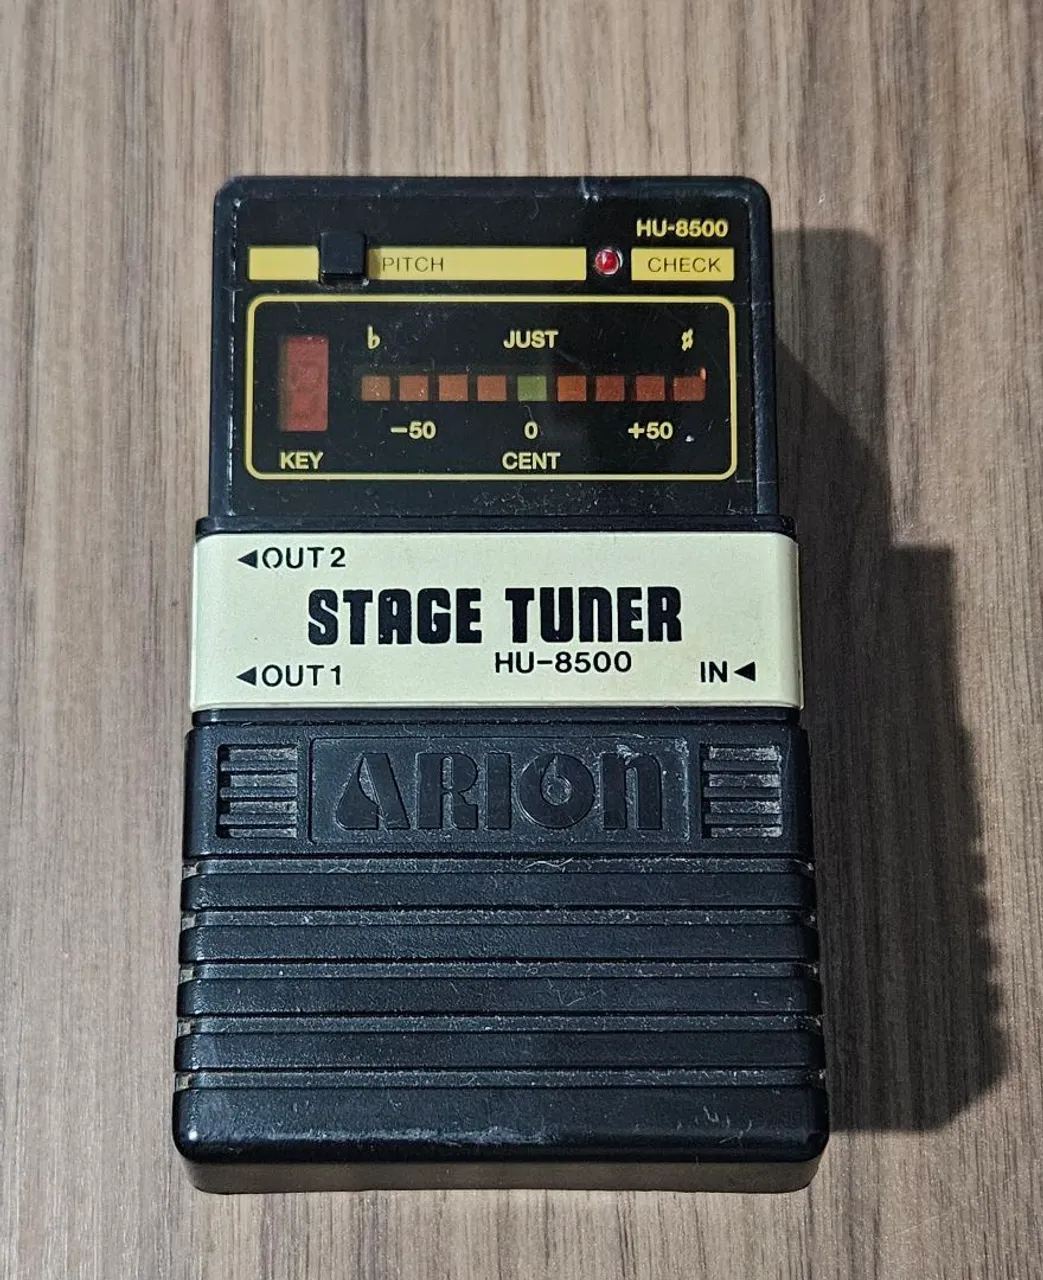 HU-8500
PITCH CHECK
♭ JUST ♯
-50 0 +50
KEY CENT
◀OUT 2
STAGE TUNER
HU-8500
◀OUT 1 IN◀
ARION